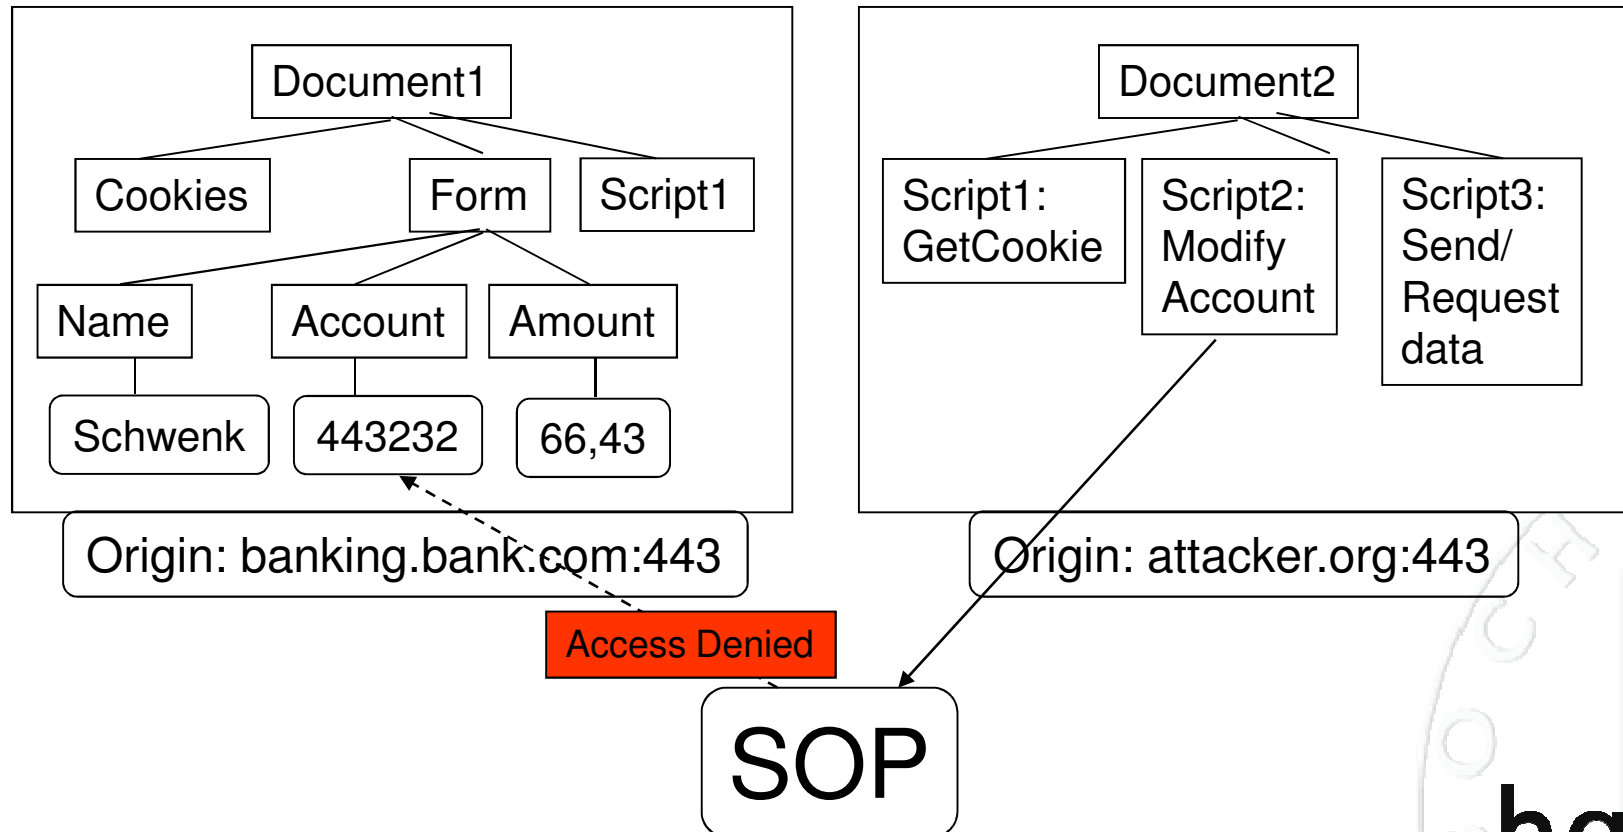 Document1
Cookies
Form
Script1
Name
Account
Amount
Schwenk
443232
66,43
Origin: banking.bank.com:443
Document2
Script1:
GetCookie
Script2:
Modify
Account
Script3:
Send/
Request
data
Origin: attacker.org:443
Access Denied
SOP